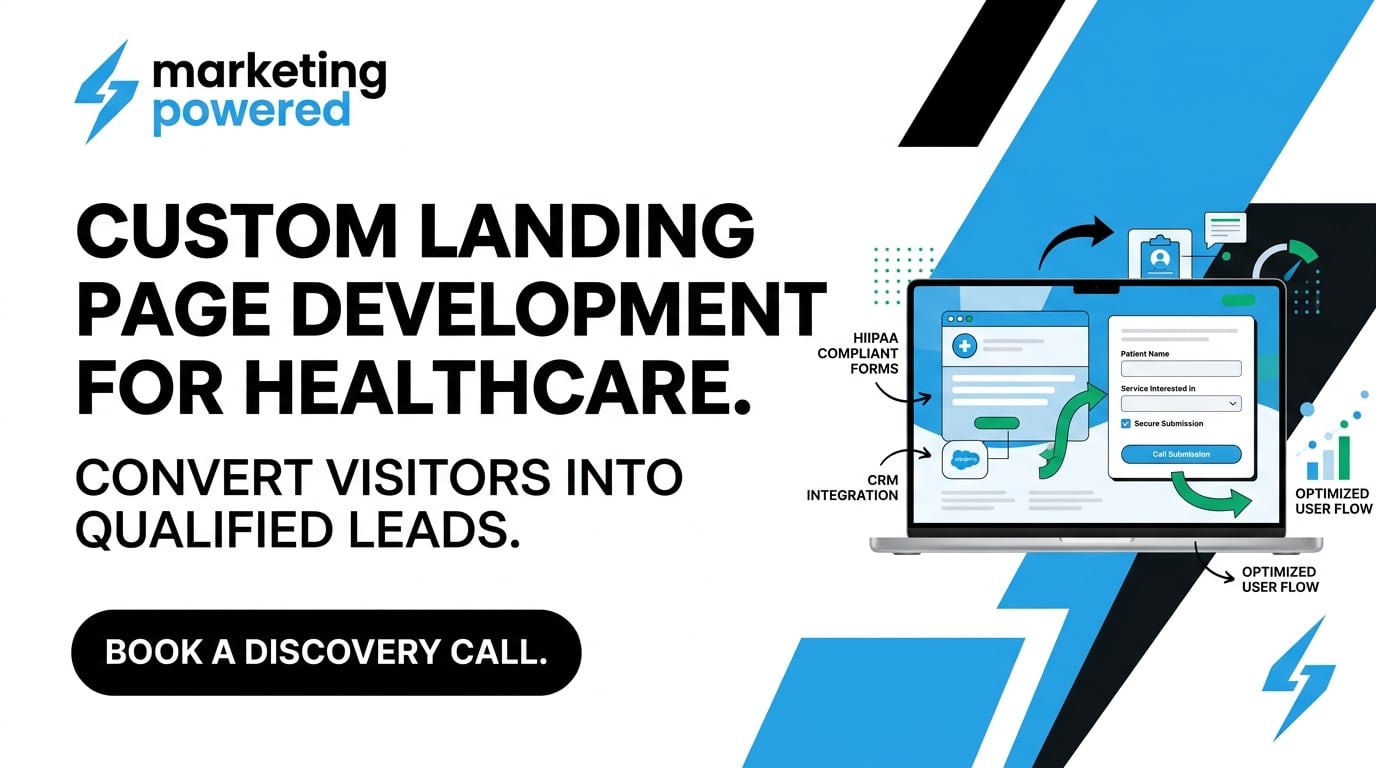 marketing
powered
CUSTOM LANDING
PAGE DEVELOPMENT
FOR HEALTHCARE.
CONVERT VISITORS INTO
QUALIFIED LEADS.
BOOK A DISCOVERY CALL.
HIIPAA
COMPLIANT
FORMS
CRM
INTEGRATION
Patient Name
Service Interested in
Secure Submission
Call Submission
OPTIMIZED
USER FLOW
OPTIMIZED
USER FLOW